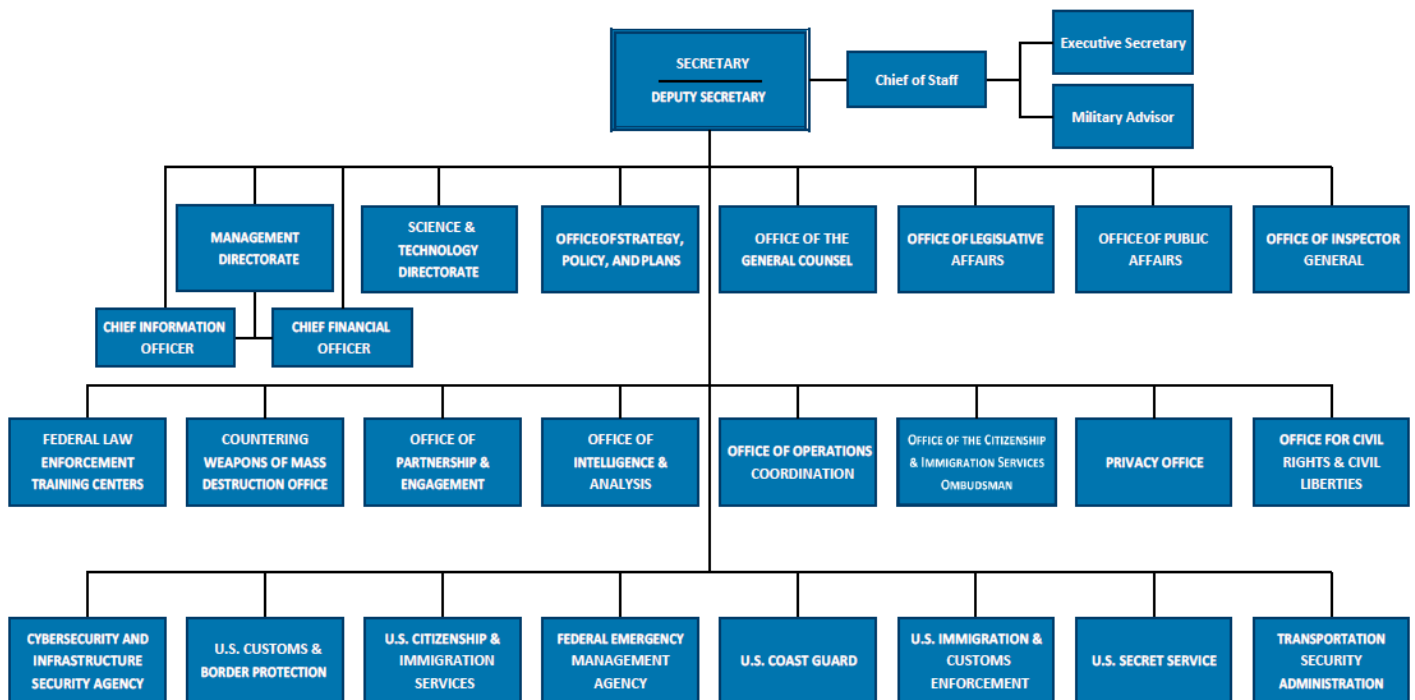 SECRETARY
DEPUTY SECRETARY
Chief of Staff
Executive Secretary
Military Advisor
MANAGEMENT
DIRECTORATE
SCIENCE &
TECHNOLOGY
DIRECTORATE
OFFICE OF STRATEGY,
POLICY, AND PLANS
OFFICE OF THE
GENERAL COUNSEL
OFFICE OF LEGISLATIVE
AFFAIRS
OFFICE OF PUBLIC
AFFAIRS
OFFICE OF INSPECTOR
GENERAL
CHIEF INFORMATION
OFFICER
CHIEF FINANCIAL
OFFICER
FEDERAL LAW
ENFORCEMENT
TRAINING CENTERS
COUNTERING
WEAPONS OF MASS
DESTRUCTION OFFICE
OFFICE OF
PARTNERSHIP &
ENGAGEMENT
OFFICE OF
INTELLIGENCE &
ANALYSIS
OFFICE OF OPERATIONS
COORDINATION
OFFICE OF THE CITIZENSHIP
& IMMIGRATION SERVICES
OMBUDSMAN
PRIVACY OFFICE
OFFICE FOR CIVIL
RIGHTS & CIVIL
LIBERTIES
CYBERSECURITY AND
INFRASTRUCTURE
SECURITY AGENCY
U.S. CUSTOMS &
BORDER PROTECTION
U.S. CITIZENSHIP &
IMMIGRATION
SERVICES
FEDERAL EMERGENCY
MANAGEMENT
AGENCY
U.S. COAST GUARD
U.S. IMMIGRATION &
CUSTOMS
ENFORCEMENT
U.S. SECRET SERVICE
TRANSPORTATION
SECURITY
ADMINISTRATION